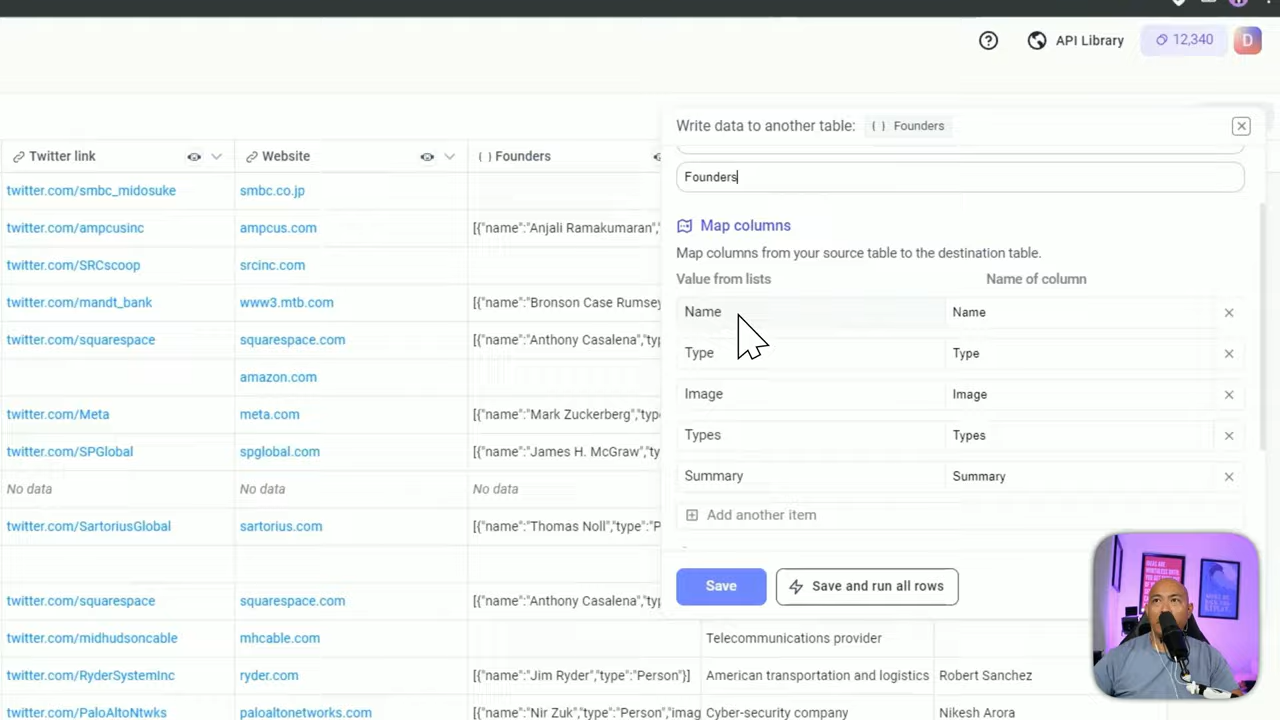 API Library
12,340
D
Write data to another table: { } Founders
Founders
Map columns
Map columns from your source table to the destination table.
Value from lists Name of column
Name Name
Type Type
Image Image
Types Types
Summary Summary
Add another item
Save Save and run all rows
Twitter link Website { } Founders
twitter.com/smbc_midosuke smbc.co.jp
twitter.com/ampcusinc ampcus.com [{"name":"Anjali Ramakumaran","
twitter.com/SRCscoop srcinc.com
twitter.com/mandt_bank www3.mtb.com [{"name":"Bronson Case Rumsey
twitter.com/squarespace squarespace.com [{"name":"Anthony Casalena","typ
amazon.com
twitter.com/Meta meta.com [{"name":"Mark Zuckerberg","type
twitter.com/SPGlobal spglobal.com [{"name":"James H. McGraw","ty
No data No data No data
twitter.com/SartoriusGlobal sartorius.com [{"name":"Thomas Noll","type":"P
twitter.com/squarespace squarespace.com [{"name":"Anthony Casalena","typ
twitter.com/midhudsoncable mhcable.com Telecommunications provider
twitter.com/RyderSystemInc ryder.com [{"name":"Jim Ryder","type":"Person"}] American transportation and logistics Robert Sanchez
twitter.com/PaloAltoNtwks paloaltonetworks.com [{"name":"Nir Zuk","type":"Person","imag Cyber-security company Nikesh Arora